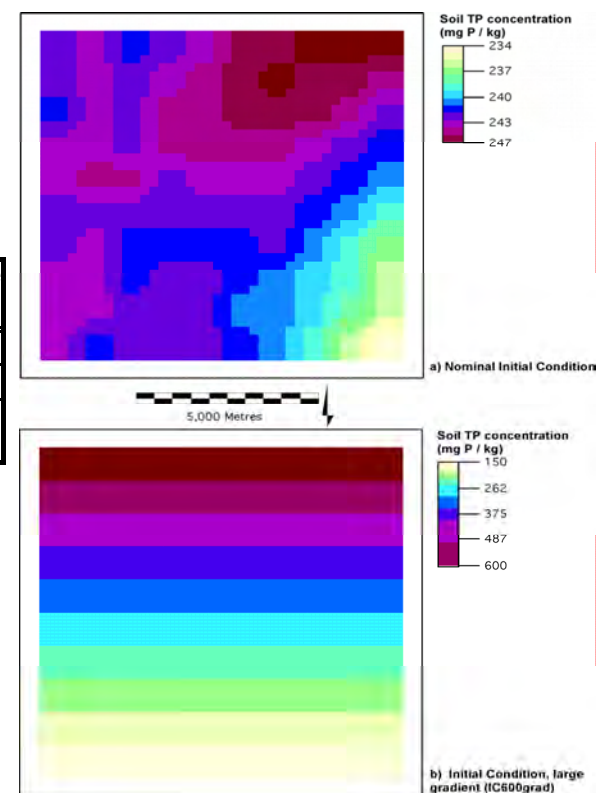 Soil TP concentration
(mg P / kg)
234
237
240
243
247
a) Nominal Initial Condition
5,000 Metres
Soil TP concentration
(mg P / kg)
150
262
375
487
600
b) Initial Condition, large
gradient (IC600grad)